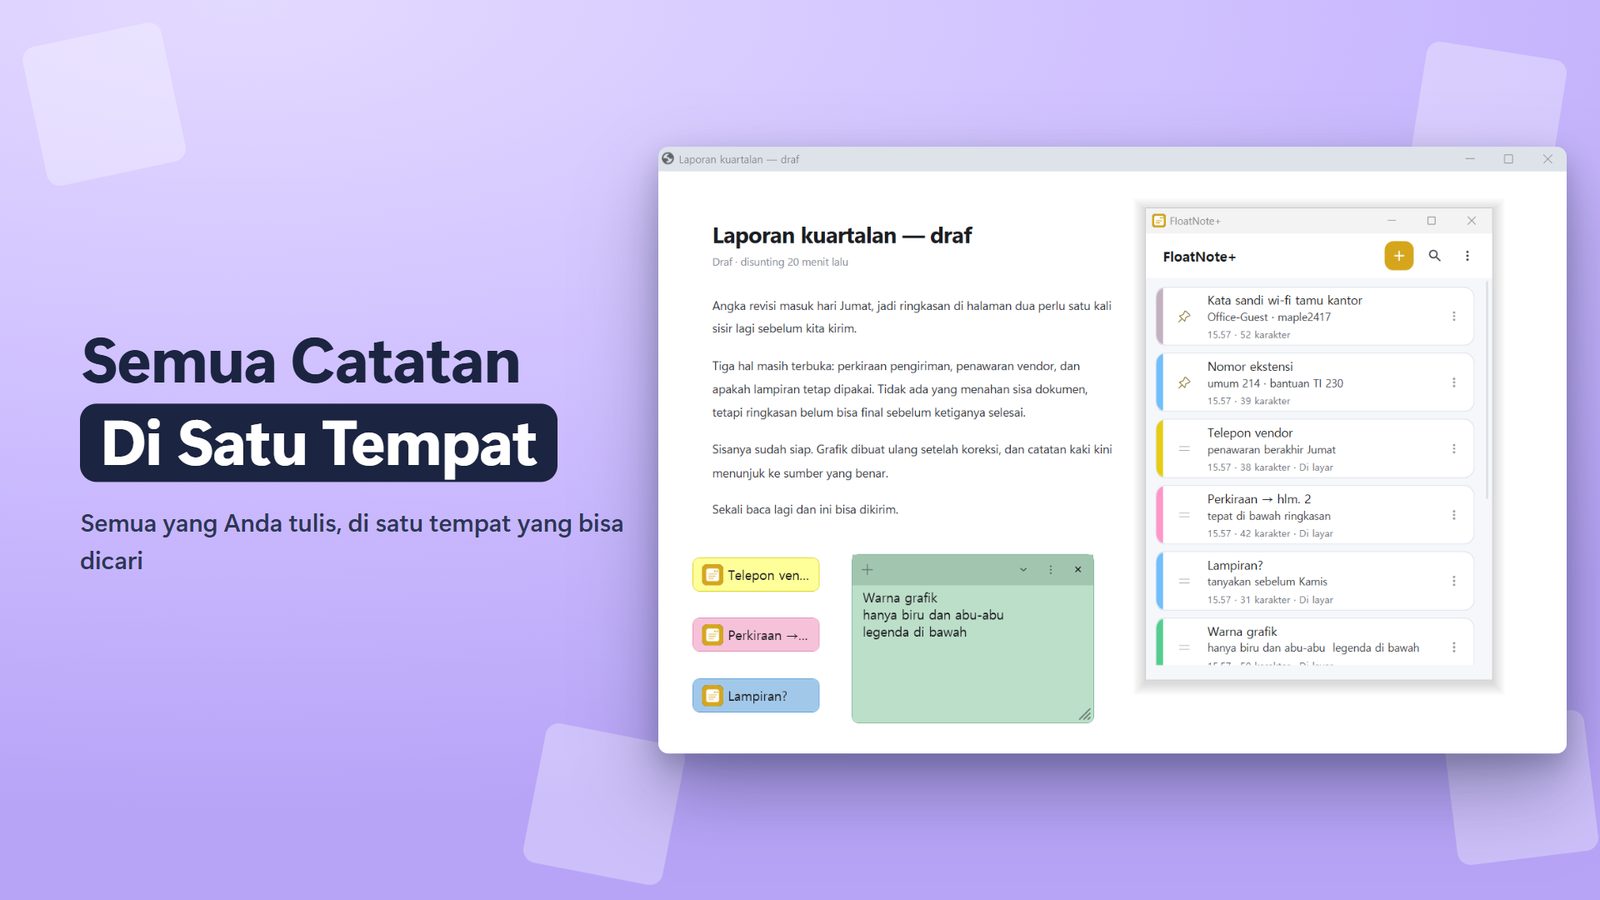 Semua Catatan
Di Satu Tempat
Semua yang Anda tulis, di satu tempat yang bisa
dicari
Laporan kuartalan — draf
Laporan kuartalan — draf
Draf · disunting 20 menit lalu
Angka revisi masuk hari Jumat, jadi ringkasan di halaman dua perlu satu kali
sisir lagi sebelum kita kirim.
Tiga hal masih terbuka: perkiraan pengiriman, penawaran vendor, dan
apakah lampiran tetap dipakai. Tidak ada yang menahan sisa dokumen,
tetapi ringkasan belum bisa final sebelum ketiganya selesai.
Sisanya sudah siap. Grafik dibuat ulang setelah koreksi, dan catatan kaki kini
menunjuk ke sumber yang benar.
Sekali baca lagi dan ini bisa dikirim.
Telepon ven...
Perkiraan →...
Lampiran?
Warna grafik
hanya biru dan abu-abu
legenda di bawah
FloatNote+
FloatNote+
Kata sandi wi-fi tamu kantor
Office-Guest · maple2417
15.57 · 52 karakter
Nomor ekstensi
umum 214 · bantuan TI 230
15.57 · 39 karakter
Telepon vendor
penawaran berakhir Jumat
15.57 · 38 karakter · Di layar
Perkiraan → hlm. 2
tepat di bawah ringkasan
15.57 · 42 karakter · Di layar
Lampiran?
tanyakan sebelum Kamis
15.57 · 31 karakter · Di layar
Warna grafik
hanya biru dan abu-abu  legenda di bawah